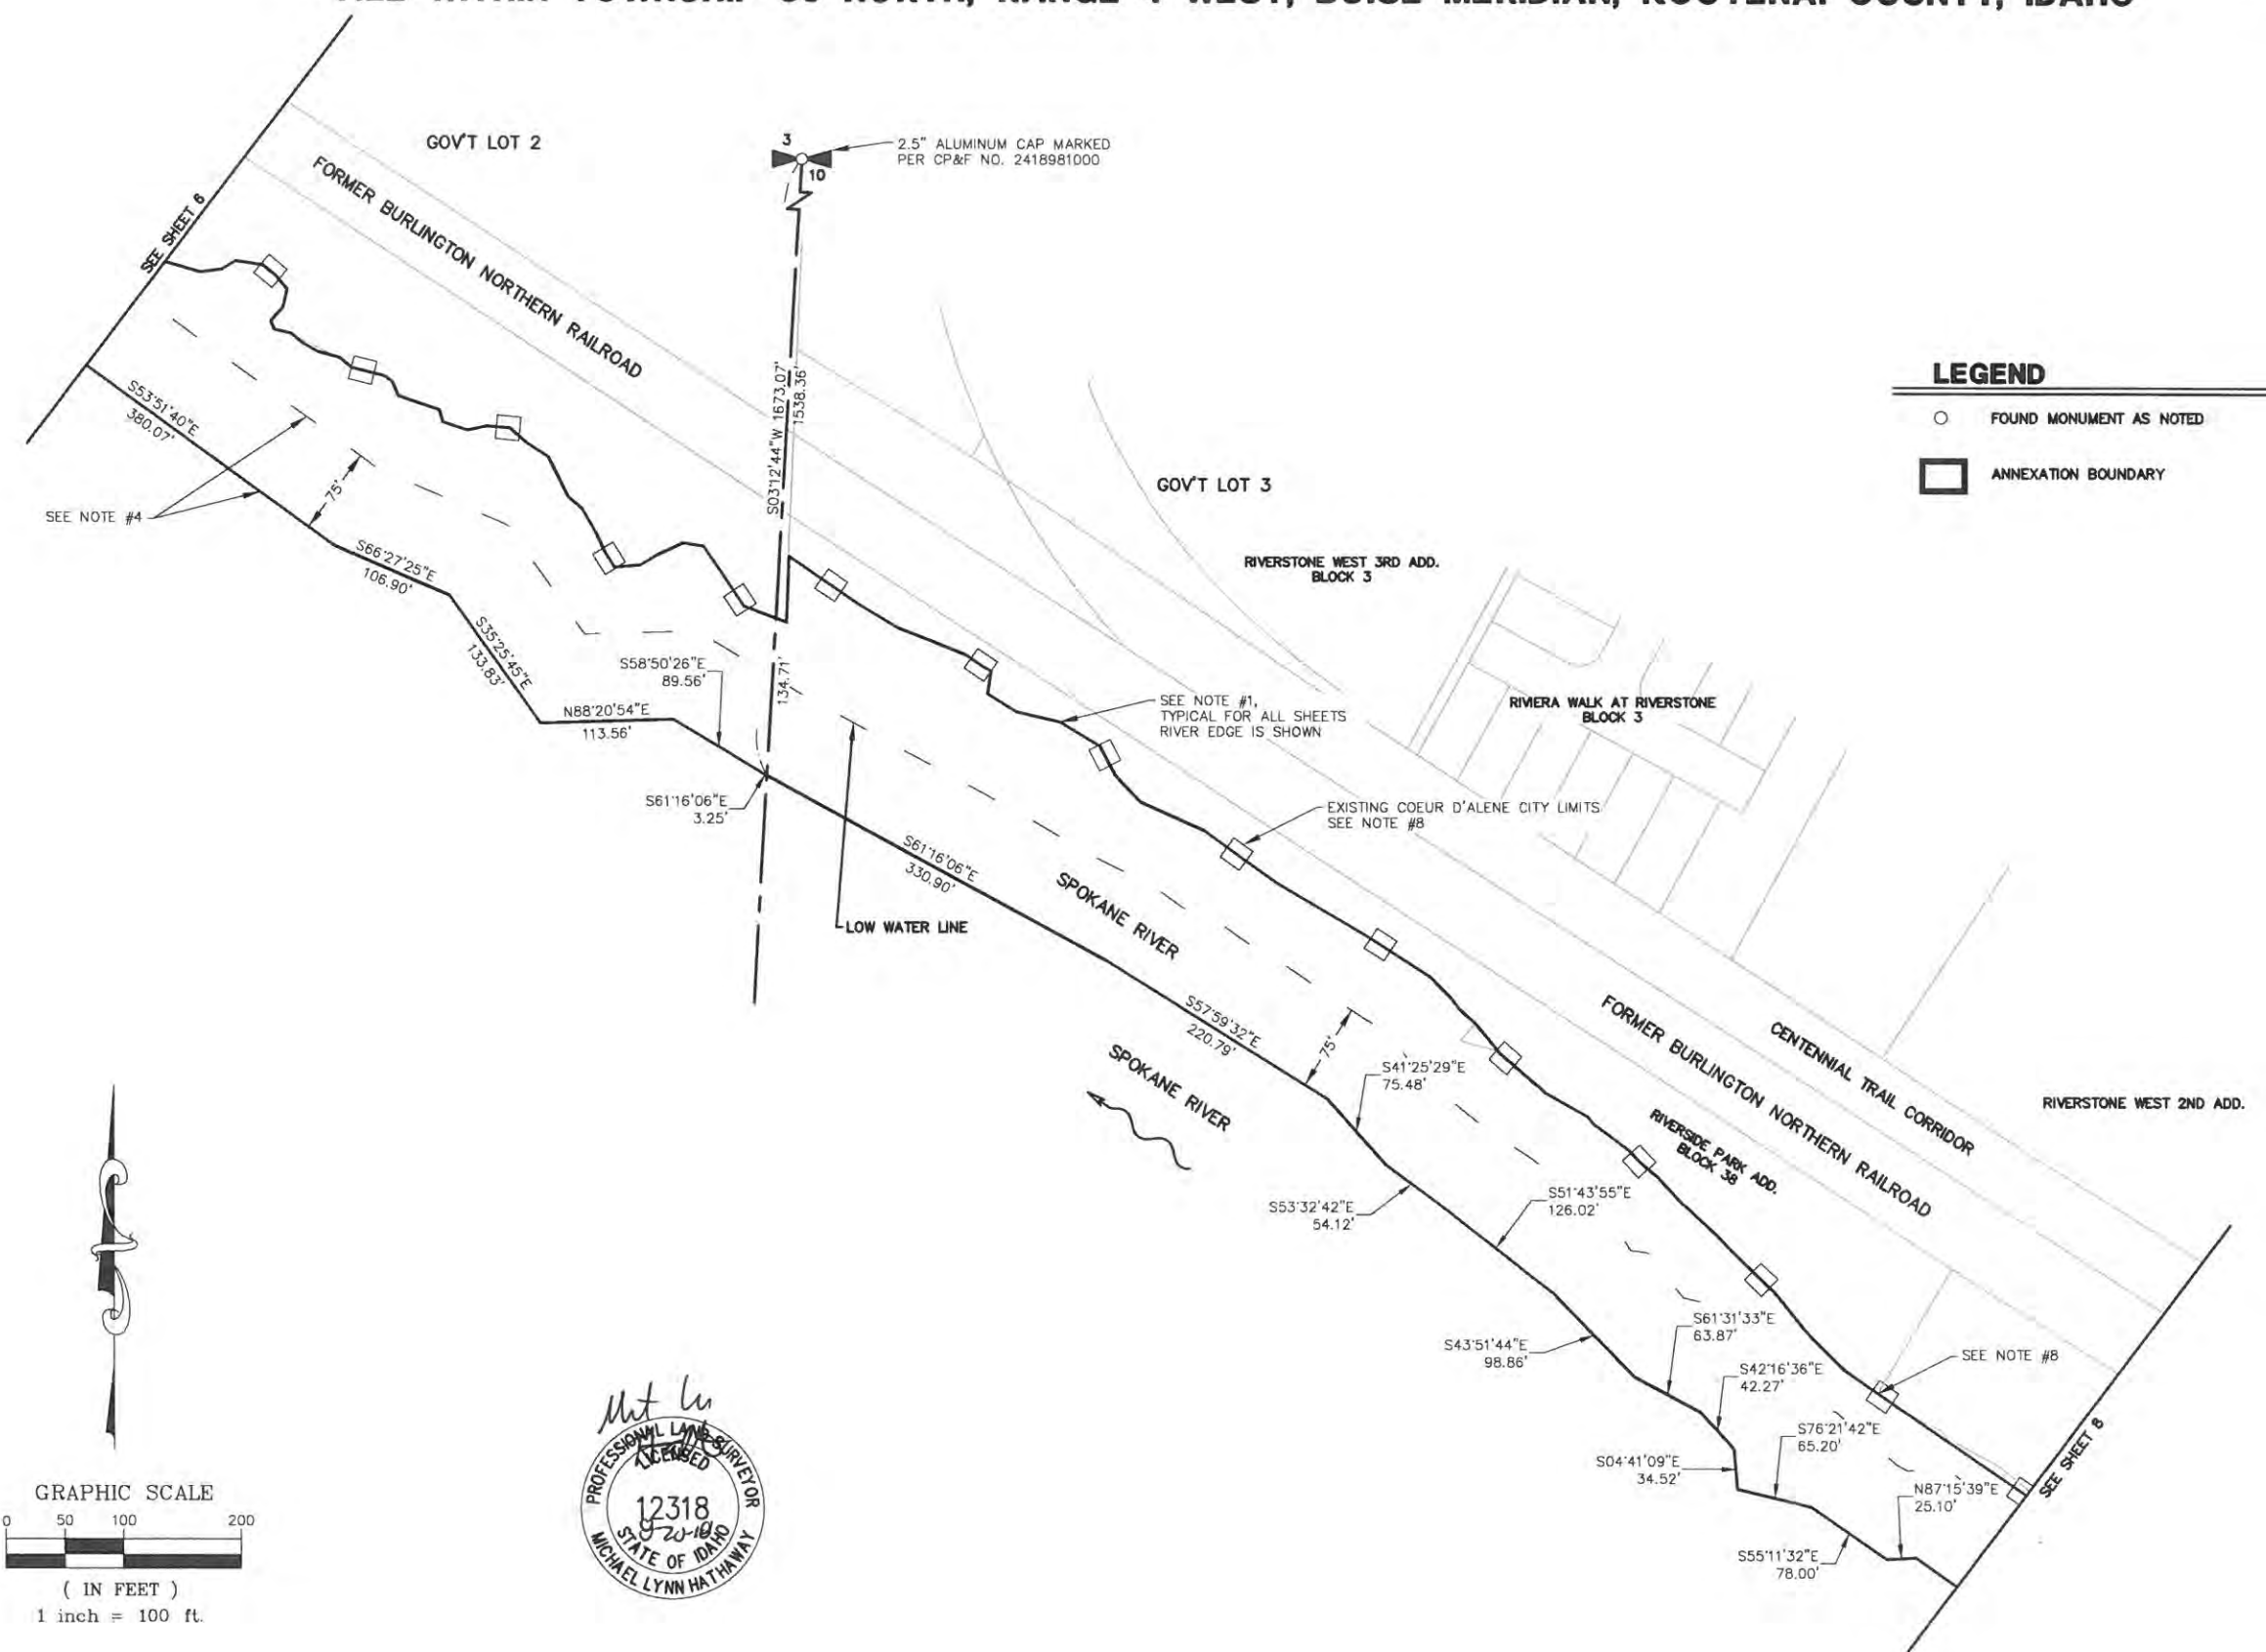 GOV'T LOT 2
3
10
2.5" ALUMINUM CAP MARKED
PER CP&F NO. 2418981000
FORMER BURLINGTON NORTHERN RAILROAD
SEE SHEET 6
LEGEND
FOUND MONUMENT AS NOTED
ANNEXATION BOUNDARY
S03°12'44"W 1673.07'
1538.36'
S53°51'40"E
380.07'
SEE NOTE #4
75'
GOV'T LOT 3
S66°27'25"E
106.90'
RIVERSTONE WEST 3RD ADD.
BLOCK 3
S35°25'45"E
133.83'
S58°50'26"E
89.56'
134.71'
N88°20'54"E
113.56'
SEE NOTE #1,
TYPICAL FOR ALL SHEETS
RIVER EDGE IS SHOWN
RIVIERA WALK AT RIVERSTONE
BLOCK 3
S61°16'06"E
3.25'
EXISTING COEUR D'ALENE CITY LIMITS
SEE NOTE #8
S61°16'06"E
330.90'
SPOKANE RIVER
LOW WATER LINE
S57°59'32"E
220.79'
75'
SPOKANE RIVER
S41°25'29"E
75.48'
FORMER BURLINGTON NORTHERN RAILROAD
CENTENNIAL TRAIL CORRIDOR
RIVERSTONE WEST 2ND ADD.
RIVERSIDE PARK ADD.
BLOCK 38
S53°32'42"E
54.12'
S51°43'55"E
126.02'
S43°51'44"E
98.86'
S61°31'33"E
63.87'
SEE NOTE #8
S42°16'36"E
42.27'
S76°21'42"E
65.20'
S04°41'09"E
34.52'
N87°15'39"E
25.10'
SEE SHEET 8
S55°11'32"E
78.00'
GRAPHIC SCALE
0 50 100 200
( IN FEET )
1 inch = 100 ft.
PROFESSIONAL LAND SURVEYOR
LICENSED
12318
STATE OF IDAHO
MICHAEL LYNN HATHAWAY